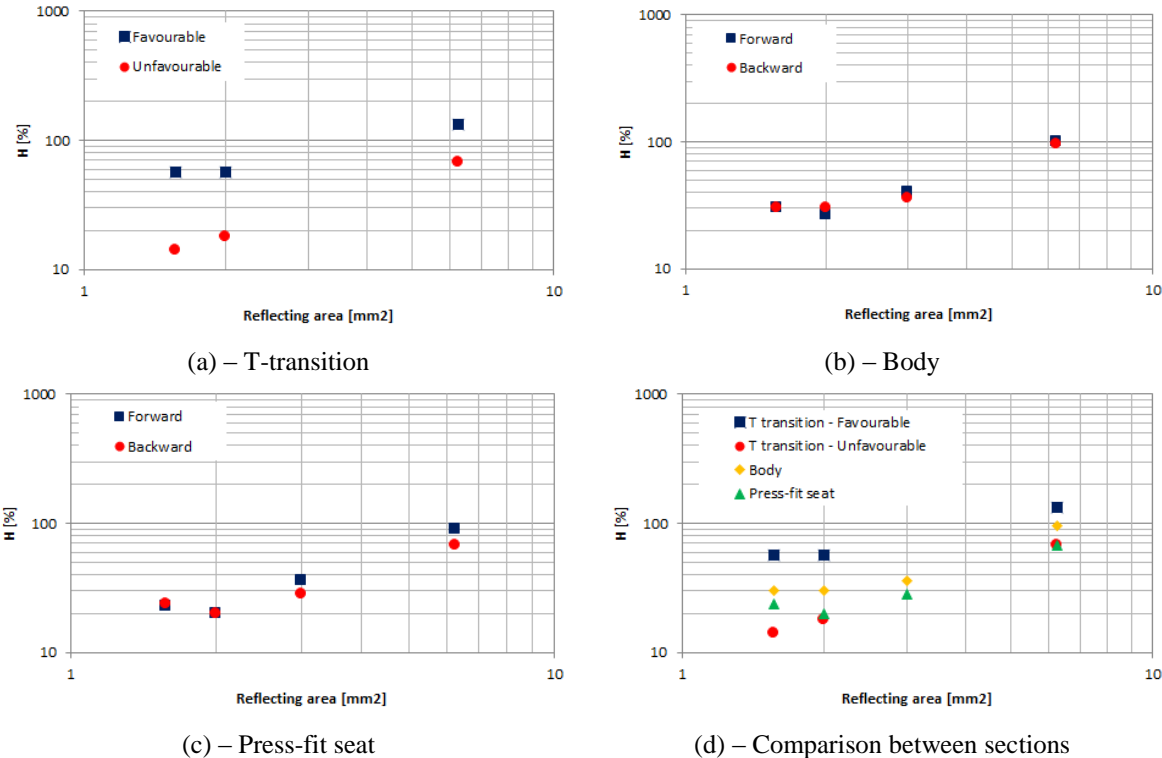 1000
Favourable
Unfavourable
H [%]
100
10
1
10
Reflecting area [mm2]
(a) – T-transition
1000
Forward
Backward
H [%]
100
10
1
10
Reflecting area [mm2]
(b) – Body
1000
Forward
Backward
H [%]
100
10
1
10
Reflecting area [mm2]
(c) – Press-fit seat
1000
T transition - Favourable
T transition - Unfavourable
Body
Press-fit seat
H [%]
100
10
1
10
Reflecting area [mm2]
(d) – Comparison between sections